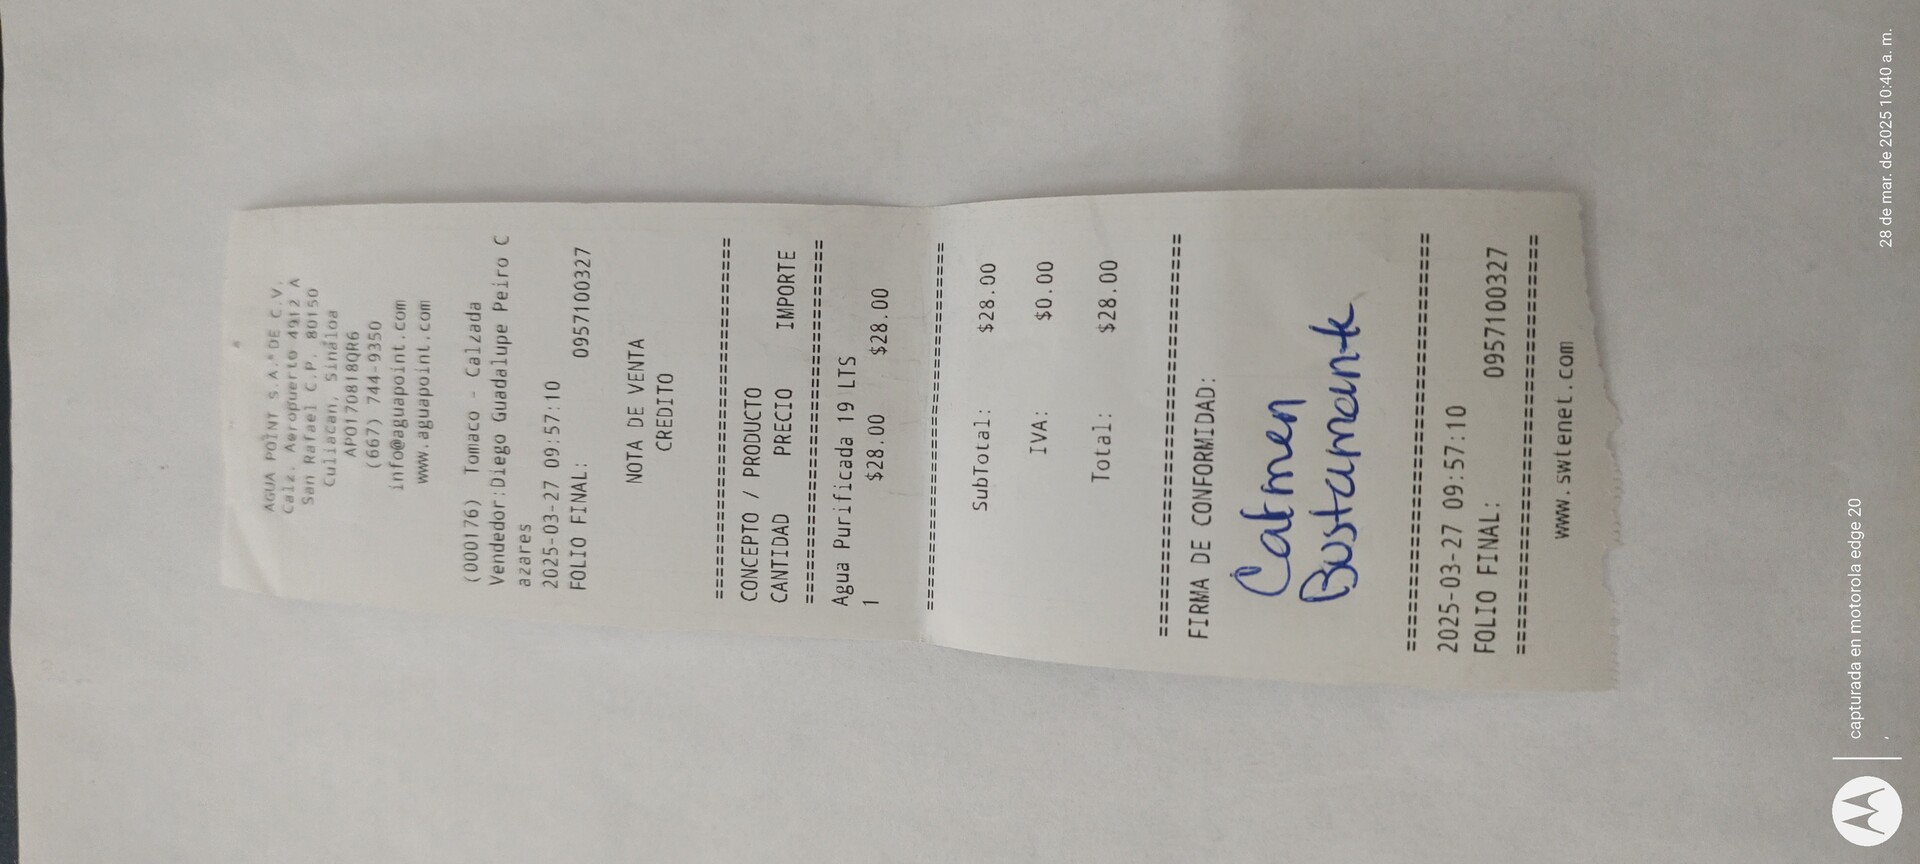 AGUA POINT S.A. DE C.V.
Calz. Aeropuerto 4912 A
San Rafael C.P. 80150
Culiacan, Sinaloa
APO170818QR6
(667) 744-9350
info@aguapoint.com
www.aguapoint.com
(000176) Tomaco - Calzada
Vendedor:Diego Guadalupe Peiro C
azares
2025-03-27 09:57:10
FOLIO FINAL: 0957100327
NOTA DE VENTA
CREDITO
================================
CONCEPTO / PRODUCTO
CANTIDAD PRECIO IMPORTE
================================
Agua Purificada 19 LTS
1 $28.00 $28.00
================================
SubTotal: $28.00
IVA: $0.00
Total: $28.00
================================
FIRMA DE CONFORMIDAD:
Carmen
Bustamante
================================
2025-03-27 09:57:10
FOLIO FINAL: 0957100327
================================
www.swtenet.com
capturada en motorola edge 20
28 de mar. de 2025 10:40 a. m.